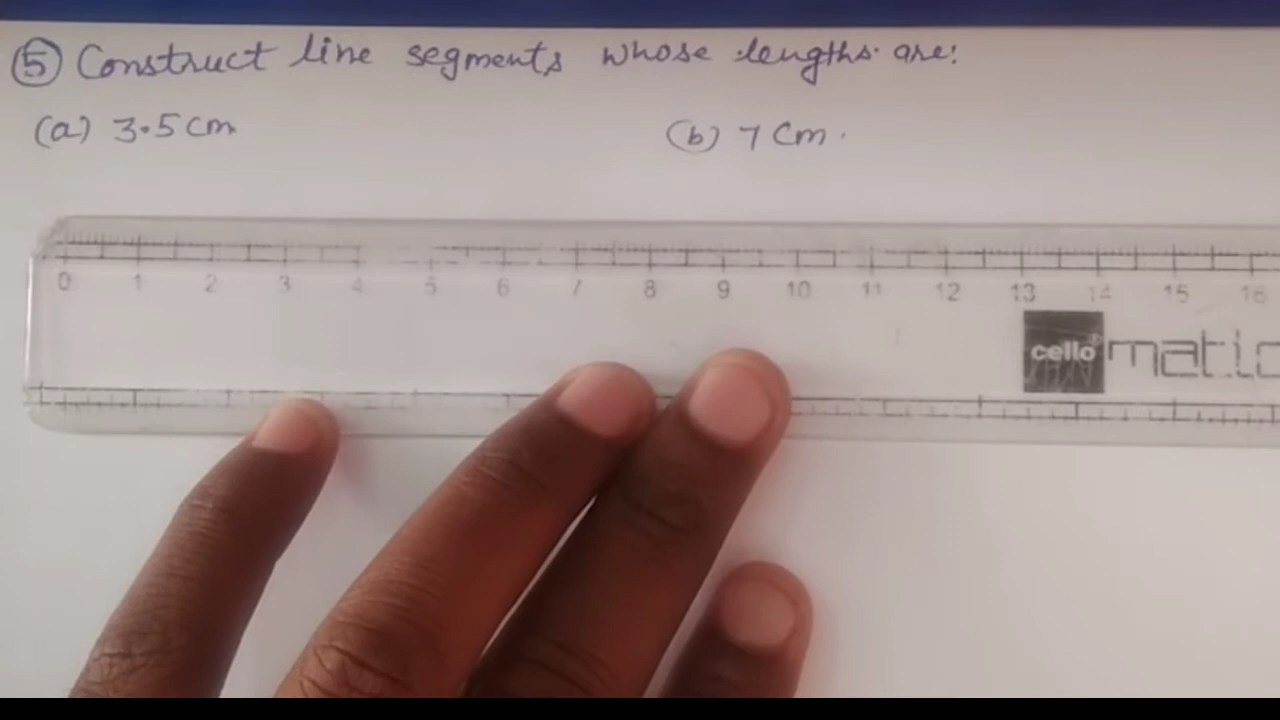 (5) Construct line segments whose lengths are:
(a) 3.5 cm
(b) 7 cm.
0 1 2 3 4 5 6 7 8 9 10 11 12 13 14 15 16
cello® matic